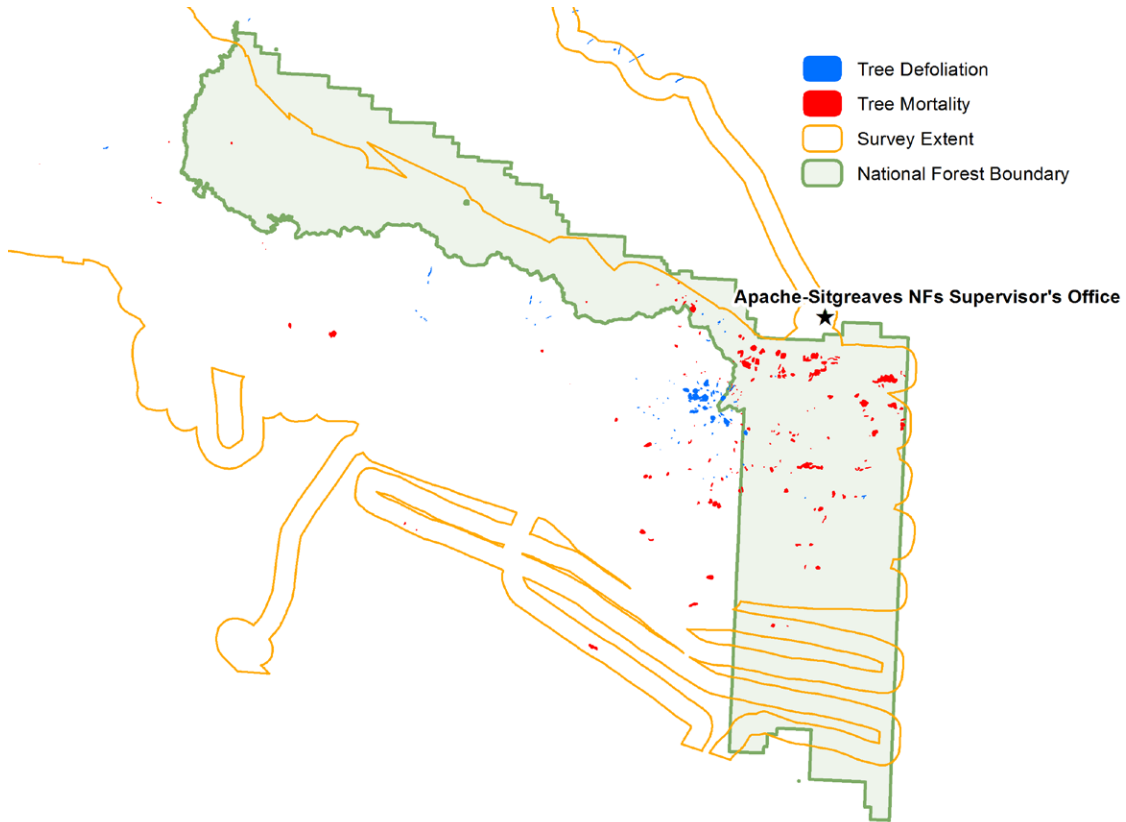 Tree Defoliation
Tree Mortality
Survey Extent
National Forest Boundary
Apache-Sitgreaves NFs Supervisor's Office